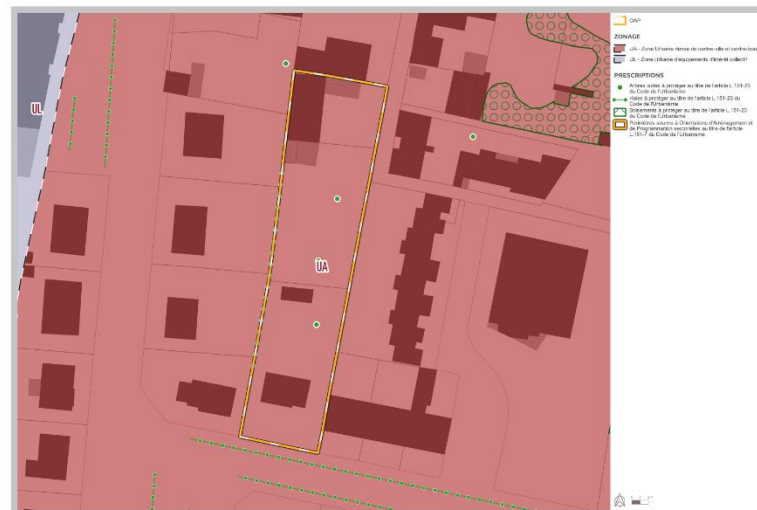 OAP
ZONAGE
UA - Zone Urbaine dense de centre-ville et centre-bourg
UL - Zone Urbaine d'équipements d'intérêt collectif
PRESCRIPTIONS
Arbres isolés à protéger au titre de l'article L.151-23
du Code de l'Urbanisme
Haies à protéger au titre de l'article L.151-23 du
Code de l'Urbanisme
Boisements à protéger au titre de l'article L.151-23
du Code de l'Urbanisme
Périmètres soumis à Orientations d'Aménagement et
de Programmation sectorielles au titre de l'article
L.151-7 du Code de l'Urbanisme
UL
UA